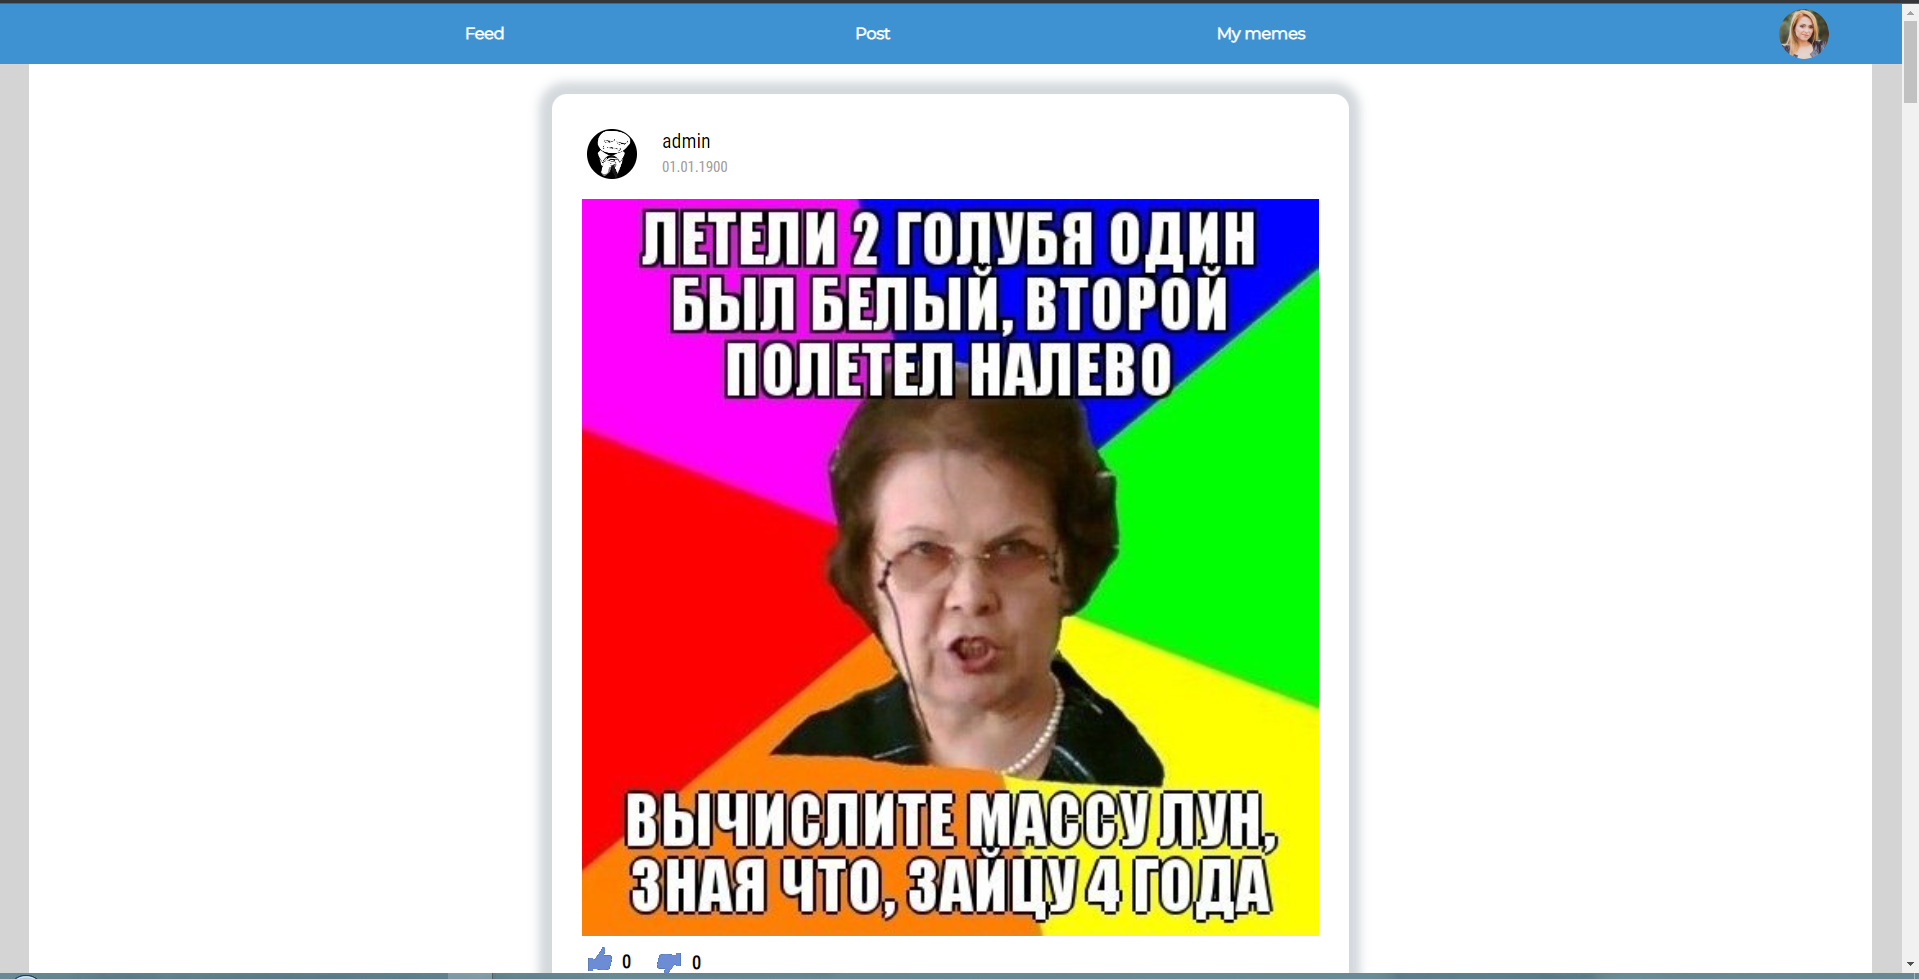 Feed
Post
My memes
admin
01.01.1900
ЛЕТЕЛИ 2 ГОЛУБЯ ОДИН
БЫЛ БЕЛЫЙ, ВТОРОЙ
ПОЛЕТЕЛ НАЛЕВО
ВЫЧИСЛИТЕ МАССУ ЛУН,
ЗНАЯ ЧТО, ЗАЙЦУ 4 ГОДА
0
0